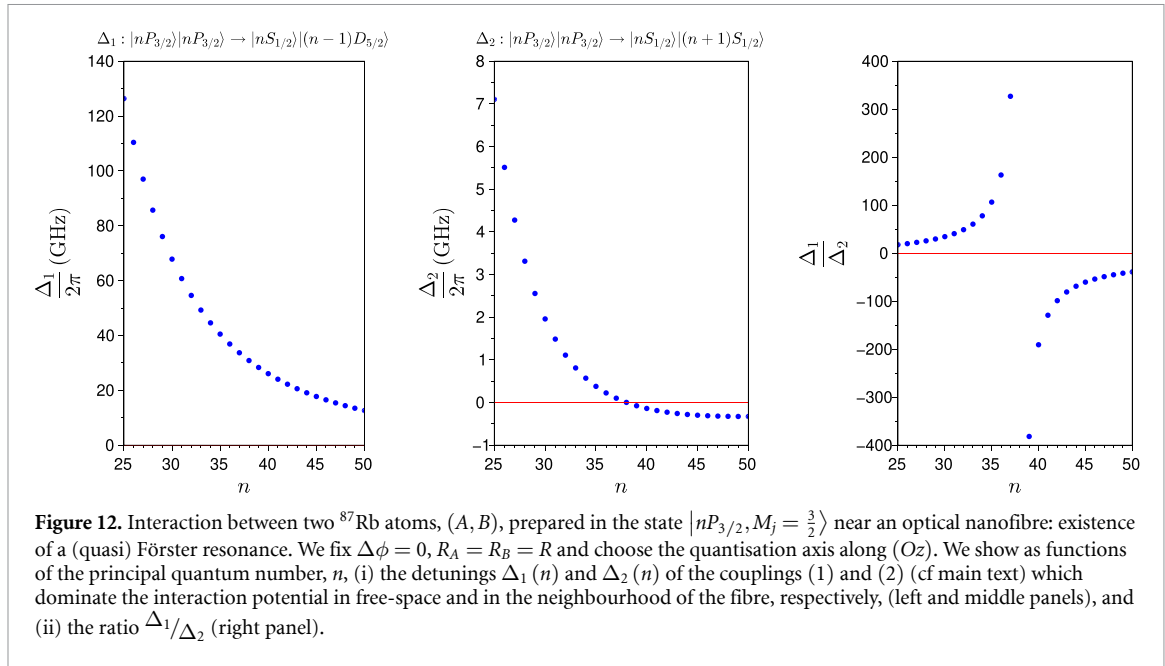 Δ₁ : |nP₃/₂⟩|nP₃/₂⟩ → |nS₁/₂⟩|(n − 1)D₅/₂⟩
140
120
100
80
60
40
20
0
25 30 35 40 45 50
Δ₁/2π (GHz)
n
Δ₂ : |nP₃/₂⟩|nP₃/₂⟩ → |nS₁/₂⟩|(n + 1)S₁/₂⟩
8
7
6
5
4
3
2
1
0
−1
25 30 35 40 45 50
Δ₂/2π (GHz)
n
400
300
200
100
0
−100
−200
−300
−400
25 30 35 40 45 50
Δ₁/Δ₂
n
Figure 12. Interaction between two ⁸⁷Rb atoms, (A, B), prepared in the state |nP₃/₂, Mⱼ = 3/2⟩ near an optical nanofibre: existence
of a (quasi) Förster resonance. We fix Δϕ = 0, R_A = R_B = R and choose the quantisation axis along (Oz). We show as functions
of the principal quantum number, n, (i) the detunings Δ₁ (n) and Δ₂ (n) of the couplings (1) and (2) (cf main text) which
dominate the interaction potential in free-space and in the neighbourhood of the fibre, respectively, (left and middle panels), and
(ii) the ratio Δ₁/Δ₂ (right panel).